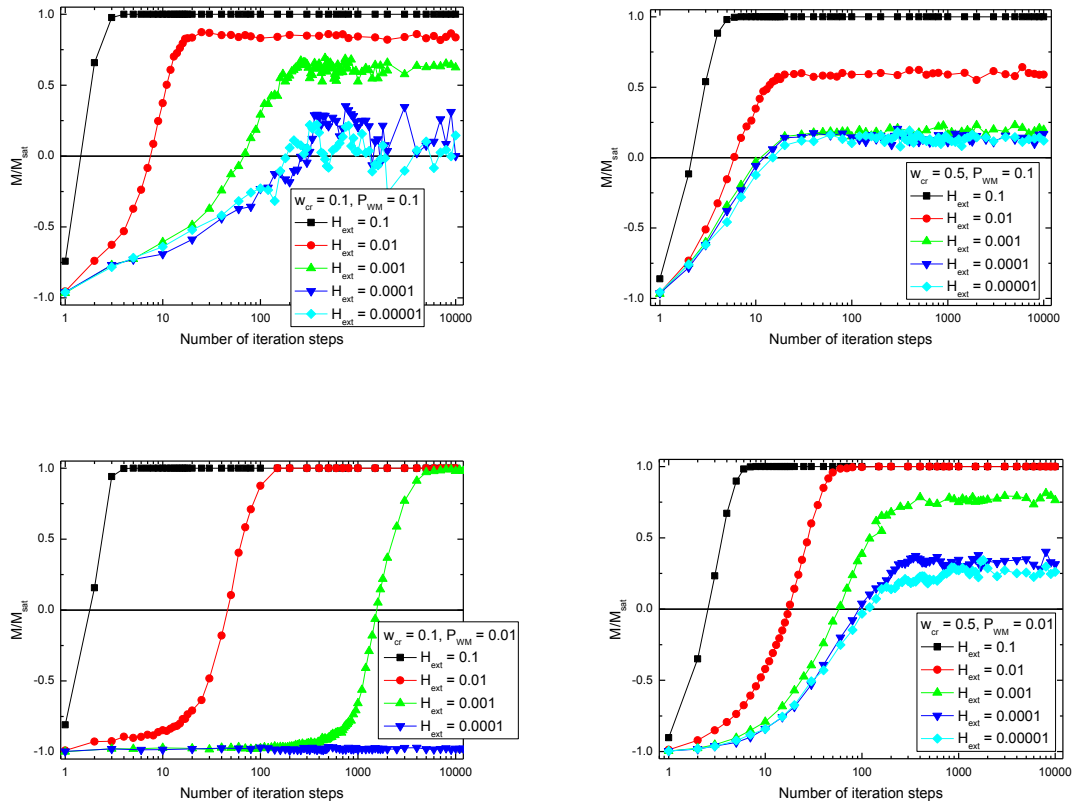 1.0
0.5
0.0
-0.5
-1.0
M/M_sat
w_cr = 0.1, P_WM = 0.1
H_ext = 0.1
H_ext = 0.01
H_ext = 0.001
H_ext = 0.0001
H_ext = 0.00001
1 10 100 1000 10000
Number of iteration steps
1.0
0.5
0.0
-0.5
-1.0
M/M_sat
w_cr = 0.5, P_WM = 0.1
H_ext = 0.1
H_ext = 0.01
H_ext = 0.001
H_ext = 0.0001
H_ext = 0.00001
1 10 100 1000 10000
Number of iteration steps
1.0
0.5
0.0
-0.5
-1.0
M/M_sat
w_cr = 0.1, P_WM = 0.01
H_ext = 0.1
H_ext = 0.01
H_ext = 0.001
H_ext = 0.0001
1 10 100 1000 10000
Number of iteration steps
1.0
0.5
0.0
-0.5
-1.0
M/M_sat
w_cr = 0.5, P_WM = 0.01
H_ext = 0.1
H_ext = 0.01
H_ext = 0.001
H_ext = 0.0001
H_ext = 0.00001
1 10 100 1000 10000
Number of iteration steps